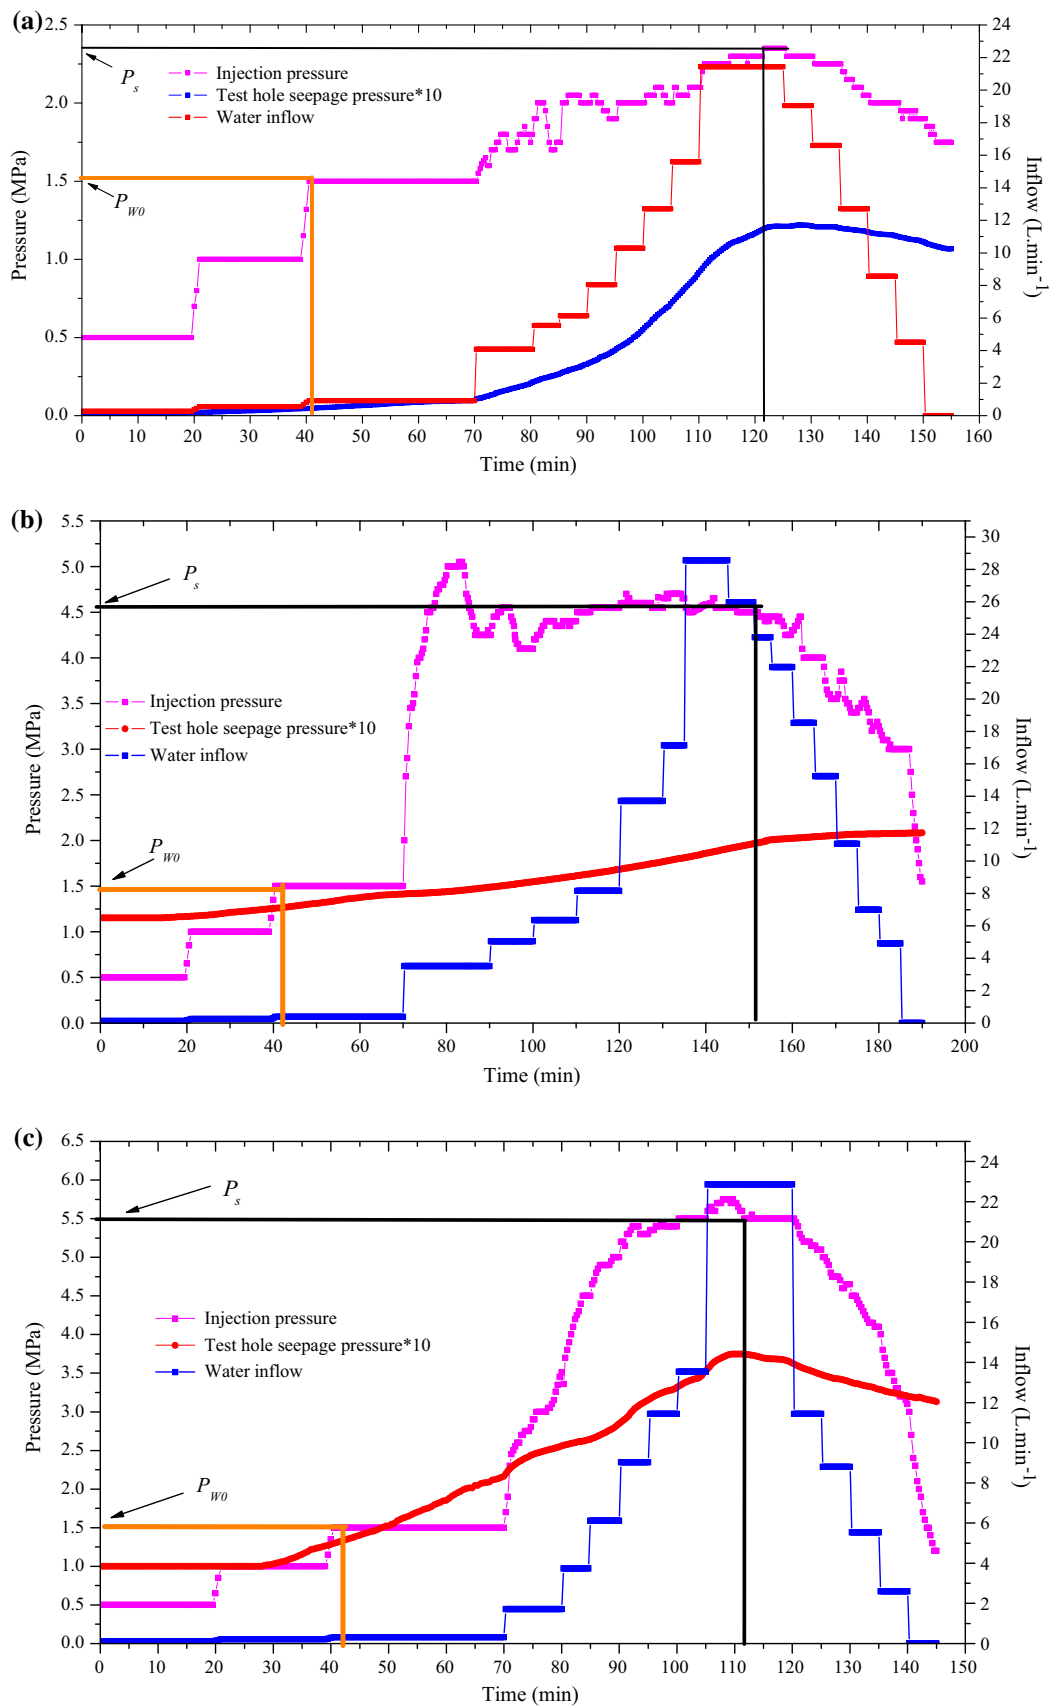 (a)
2.5
2.0
1.5
1.0
0.5
0.0
Pressure (MPa)
24
22
20
18
16
14
12
10
8
6
4
2
0
Inflow (L.min⁻¹)
Pₛ
P_W0
Injection pressure
Test hole seepage pressure*10
Water inflow
0 10 20 30 40 50 60 70 80 90 100 110 120 130 140 150 160
Time (min)
(b)
5.5
5.0
4.5
4.0
3.5
3.0
2.5
2.0
1.5
1.0
0.5
0.0
Pressure (MPa)
30
28
26
24
22
20
18
16
14
12
10
8
6
4
2
0
Inflow (L.min⁻¹)
Pₛ
Injection pressure
Test hole seepage pressure*10
Water inflow
P_W0
0 20 40 60 80 100 120 140 160 180 200
Time (min)
(c)
6.5
6.0
5.5
5.0
4.5
4.0
3.5
3.0
2.5
2.0
1.5
1.0
0.5
0.0
Pressure (MPa)
24
22
20
18
16
14
12
10
8
6
4
2
0
Inflow (L.min⁻¹)
Pₛ
Injection pressure
Test hole seepage pressure*10
Water inflow
P_W0
0 10 20 30 40 50 60 70 80 90 100 110 120 130 140 150
Time (min)